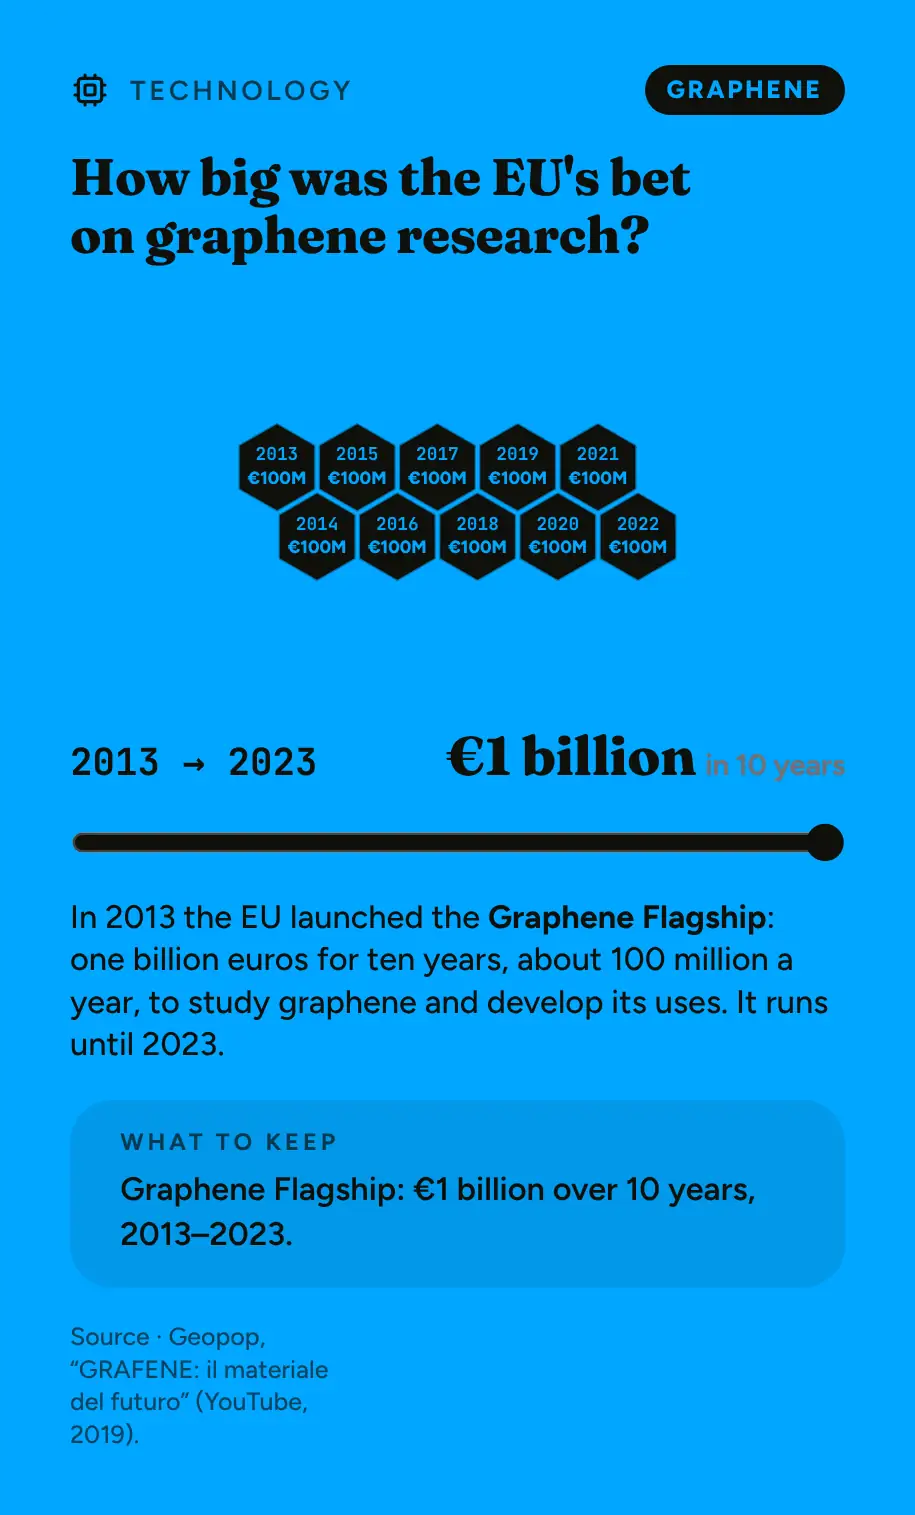 TECHNOLOGY
GRAPHENE
How big was the EU's bet
on graphene research?
2013
€100M
2015
€100M
2017
€100M
2019
€100M
2021
€100M
2014
€100M
2016
€100M
2018
€100M
2020
€100M
2022
€100M
2013 → 2023
€1 billion in 10 years
In 2013 the EU launched the Graphene Flagship:
one billion euros for ten years, about 100 million a
year, to study graphene and develop its uses. It runs
until 2023.
WHAT TO KEEP
Graphene Flagship: €1 billion over 10 years,
2013–2023.
Source · Geopop,
“GRAFENE: il materiale
del futuro” (YouTube,
2019).